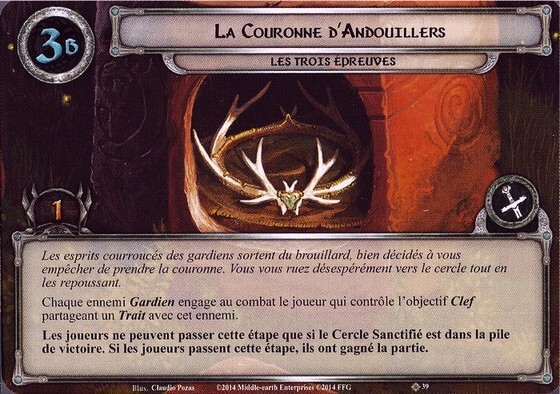 3B
LA COURONNE D'ANDOUILLERS
LES TROIS ÉPREUVES
1
Les esprits courroucés des gardiens sortent du brouillard, bien décidés à vous
empêcher de prendre la couronne. Vous vous ruez désespérément vers le cercle tout en
les repoussant.
Chaque ennemi Gardien engage au combat le joueur qui contrôle l'objectif Clef
partageant un Trait avec cet ennemi.
Les joueurs ne peuvent passer cette étape que si le Cercle Sanctifié est dans la pile
de victoire. Si les joueurs passent cette étape, ils ont gagné la partie.
Illus. Claudio Pozas ©2014 Middle-earth Enterprises ©2014 FFG 39